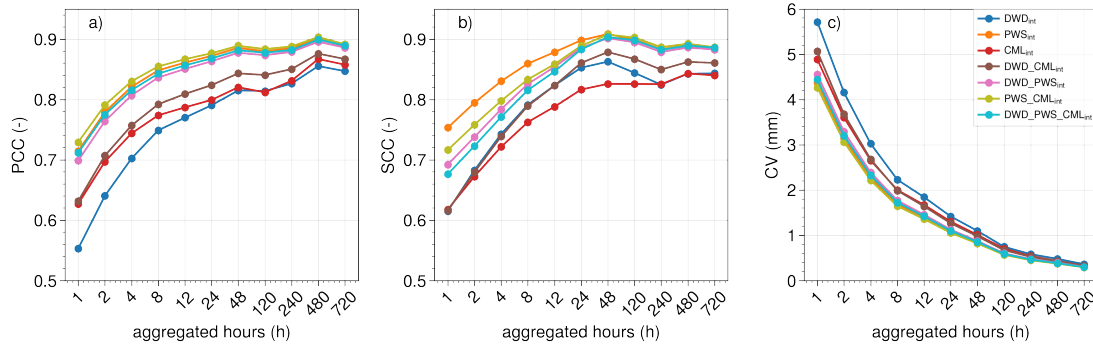 a)
PCC (-)
0.9
0.8
0.7
0.6
0.5
1 2 4 8 12 24 48 120 240 480 720
aggregated hours (h)
b)
SCC (-)
0.9
0.8
0.7
0.6
0.5
1 2 4 8 12 24 48 120 240 480 720
aggregated hours (h)
c)
CV (mm)
6
5
4
3
2
1
0
1 2 4 8 12 24 48 120 240 480 720
aggregated hours (h)
DWDint
PWSint
CMLint
DWD_CMLint
DWD_PWSint
PWS_CMLint
DWD_PWS_CMLint